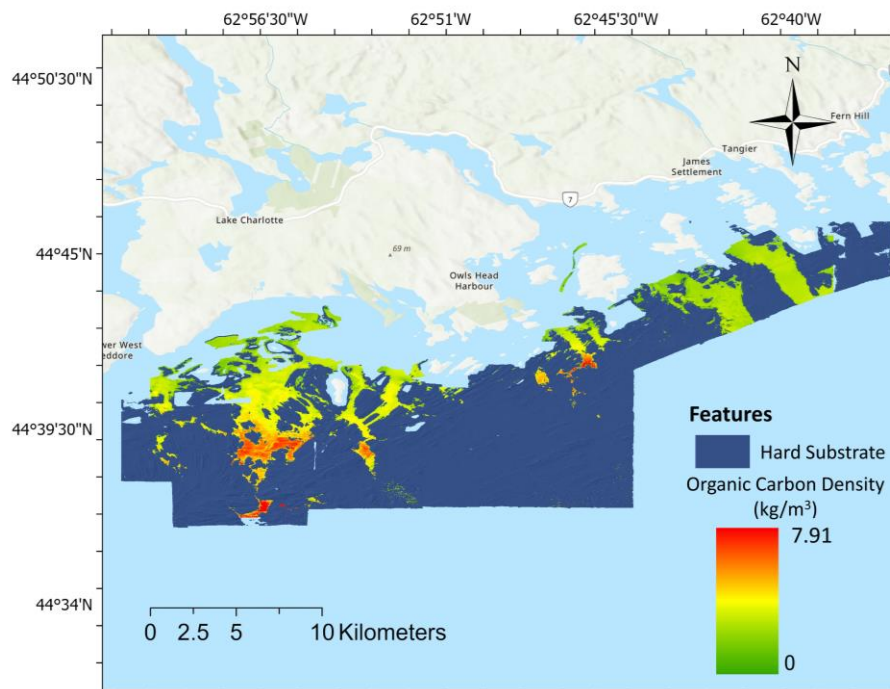 62°56'30"W 62°51'W 62°45'30"W 62°40'W
44°50'30"N
N
Fern Hill
Tangier
James
Settlement
7
Lake Charlotte
44°45'N
69 m
Owls Head
Harbour
wer West
eddore
44°39'30"N
Features
Hard Substrate
Organic Carbon Density
(kg/m³)
7.91
44°34'N
0 2.5 5 10 Kilometers
0